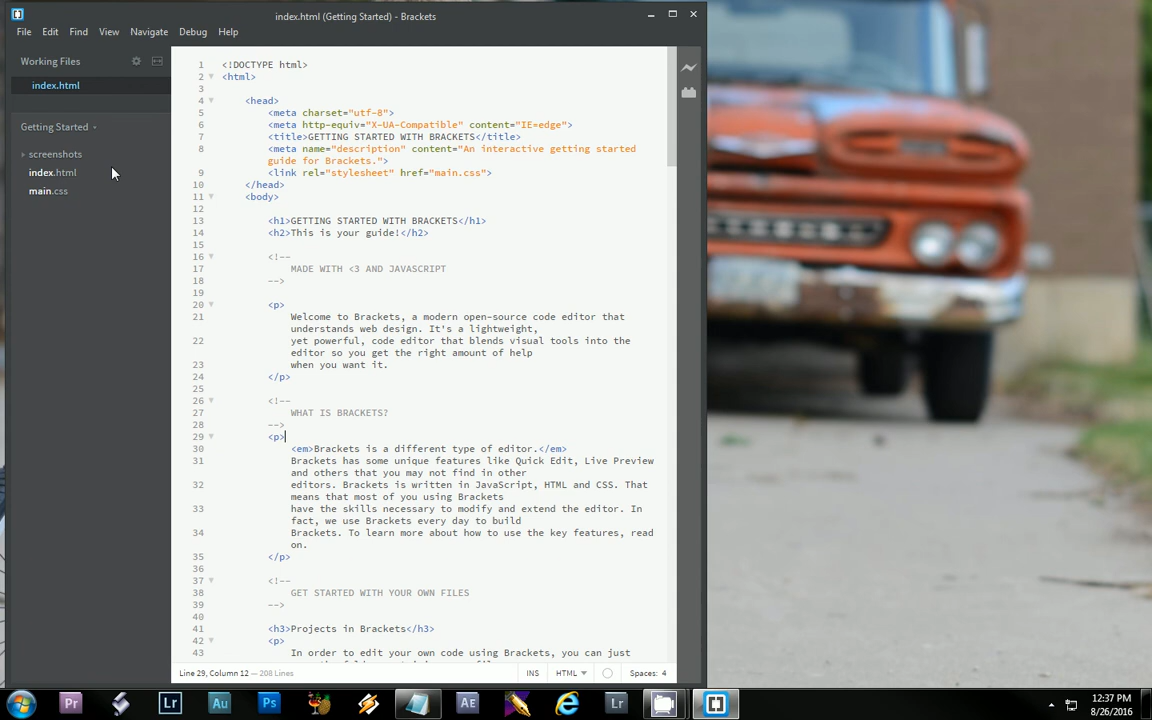 index.html (Getting Started) - Brackets
File Edit Find View Navigate Debug Help
Working Files
index.html
Getting Started
screenshots
index.html
main.css
1 <!DOCTYPE html>
2 <html>
3
4 <head>
5 <meta charset="utf-8">
6 <meta http-equiv="X-UA-Compatible" content="IE=edge">
7 <title>GETTING STARTED WITH BRACKETS</title>
8 <meta name="description" content="An interactive getting started
guide for Brackets.">
9 <link rel="stylesheet" href="main.css">
10 </head>
11 <body>
12
13 <h1>GETTING STARTED WITH BRACKETS</h1>
14 <h2>This is your guide!</h2>
15
16 <!--
17 MADE WITH <3 AND JAVASCRIPT
18 -->
19
20 <p>
21 Welcome to Brackets, a modern open-source code editor that
understands web design. It's a lightweight,
22 yet powerful, code editor that blends visual tools into the
editor so you get the right amount of help
23 when you want it.
24 </p>
25
26 <!--
27 WHAT IS BRACKETS?
28 -->
29 <p>
30 <em>Brackets is a different type of editor.</em>
31 Brackets has some unique features like Quick Edit, Live Preview
and others that you may not find in other
32 editors. Brackets is written in JavaScript, HTML and CSS. That
means that most of you using Brackets
33 have the skills necessary to modify and extend the editor. In
fact, we use Brackets every day to build
34 Brackets. To learn more about how to use the key features, read
on.
35 </p>
36
37 <!--
38 GET STARTED WITH YOUR OWN FILES
39 -->
40
41 <h3>Projects in Brackets</h3>
42 <p>
43 In order to edit your own code using Brackets, you can just
Line 29, Column 12 — 208 Lines
INS HTML Spaces: 4
Pr Lr Au Ps AE Lr
12:37 PM
8/26/2016